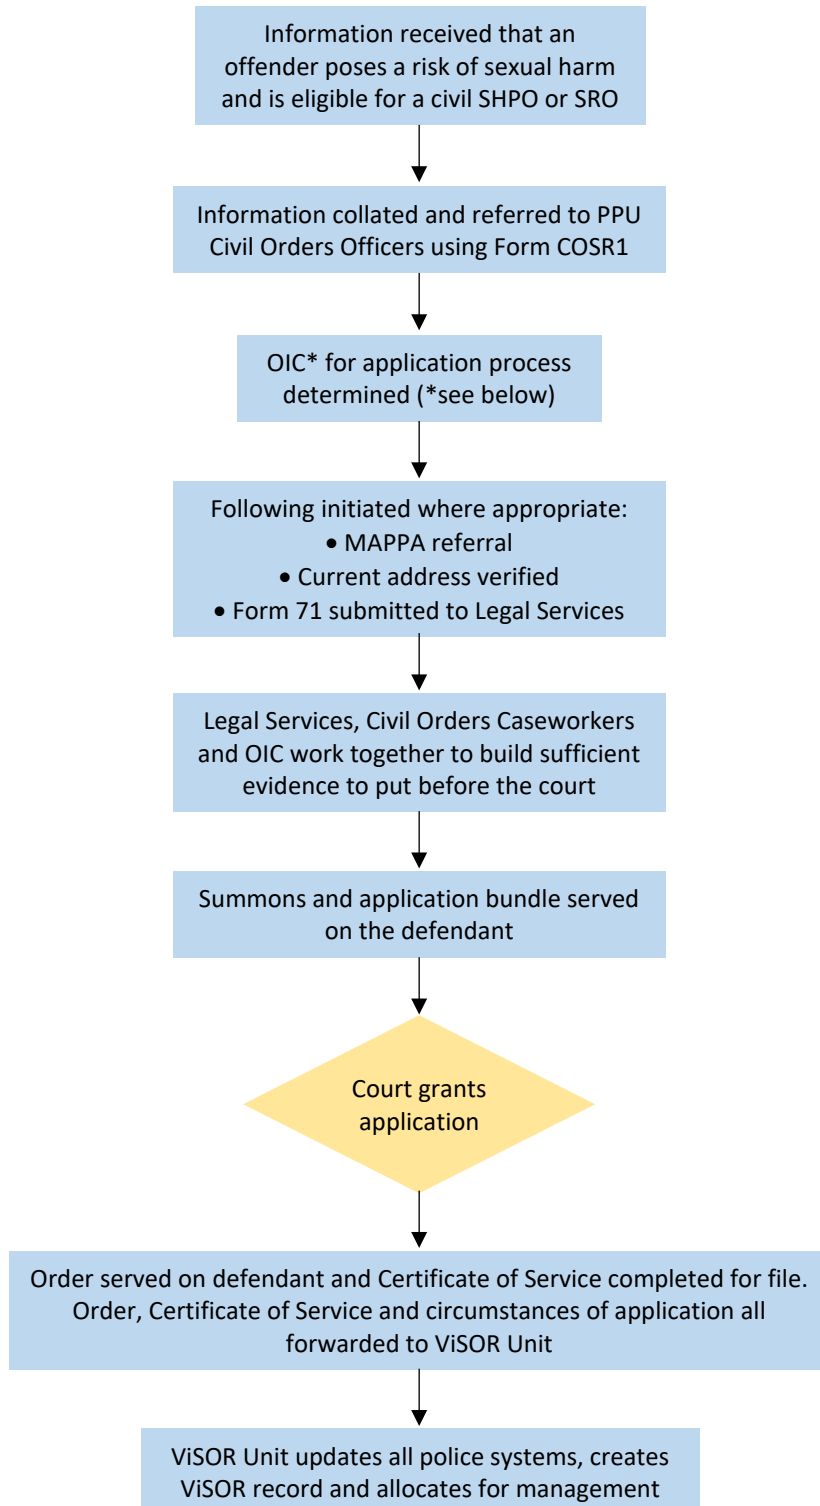 Information received that an
offender poses a risk of sexual harm
and is eligible for a civil SHPO or SRO
Information collated and referred to PPU
Civil Orders Officers using Form COSR1
OIC* for application process
determined (*see below)
Following initiated where appropriate:
• MAPPA referral
• Current address verified
• Form 71 submitted to Legal Services
Legal Services, Civil Orders Caseworkers
and OIC work together to build sufficient
evidence to put before the court
Summons and application bundle served
on the defendant
Court grants
application
Order served on defendant and Certificate of Service completed for file.
Order, Certificate of Service and circumstances of application all
forwarded to ViSOR Unit
ViSOR Unit updates all police systems, creates
ViSOR record and allocates for management